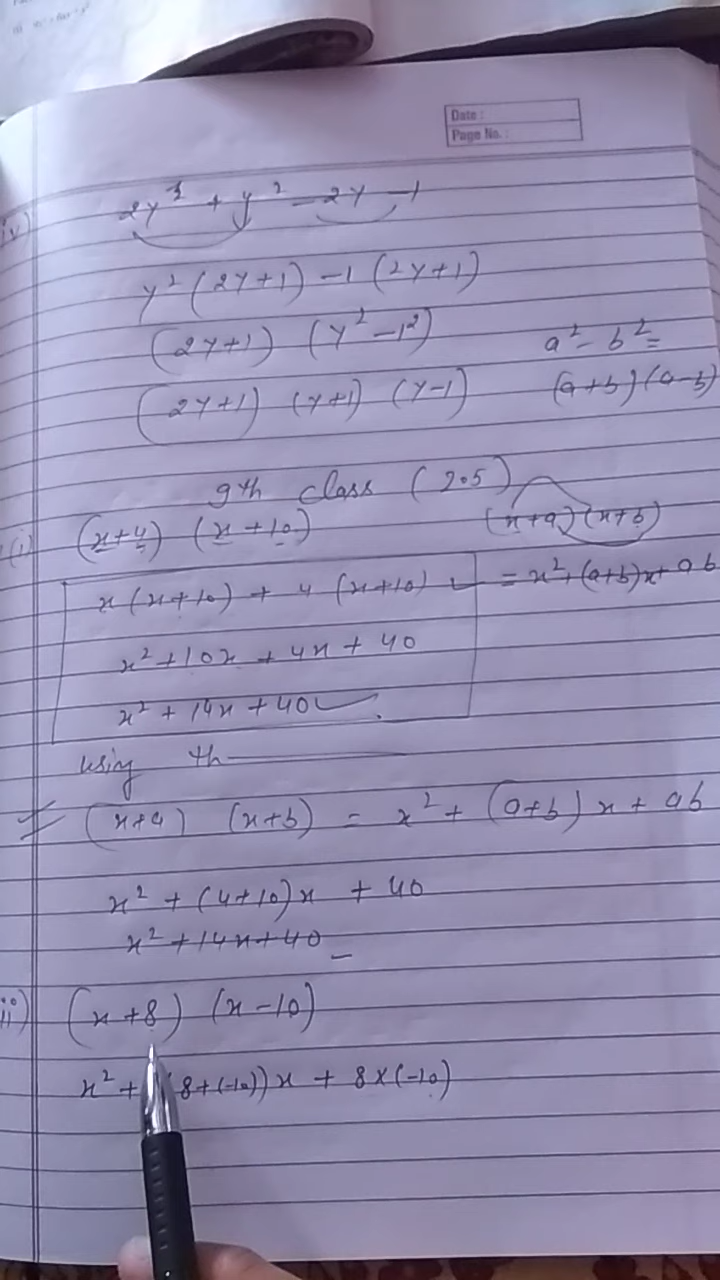 Date :
Page No. :
iv) 2y³ + y² - 2y - 1
y² (2y+1) - 1 (2y+1)
(2y+1) (y² - 1²)
a² - b² =
(2y+1) (y+1) (y-1)
(a+b) (a-b)
9th class (2.5)
(i) (x+4) (x+10)
(x+a) (x+b)
x (x+10) + 4 (x+10)
= x² + (a+b)x + ab
x² + 10x + 4x + 40
x² + 14x + 40
using th
(x+a) (x+b) = x² + (a+b) x + ab
x² + (4+10)x + 40
x² + 14x + 40
ii) (x+8) (x-10)
x² + (8+(-10))x + 8×(-10)